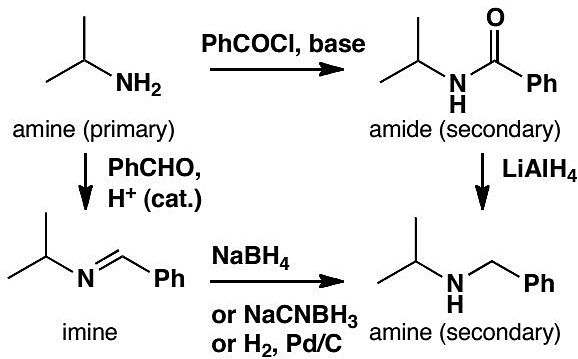 PhCOCl, base
NH₂
O
N
H
Ph
amine (primary)
amide (secondary)
PhCHO,
H⁺ (cat.)
LiAlH₄
N
Ph
NaBH₄
N
H
Ph
imine
or NaCNBH₃
or H₂, Pd/C
amine (secondary)